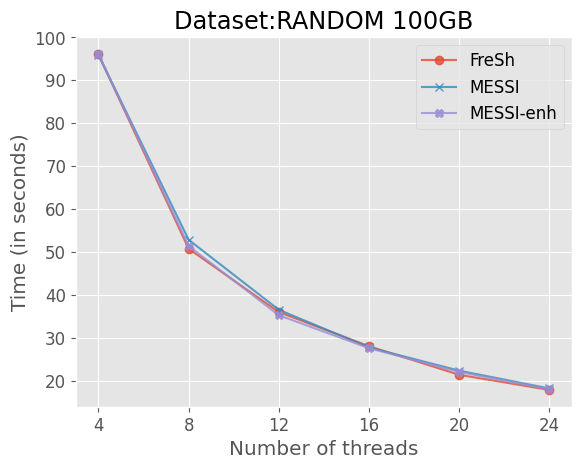 Dataset:RANDOM 100GB
FreSh
MESSI
MESSI-enh
Time (in seconds)
100
90
80
70
60
50
40
30
20
4 8 12 16 20 24
Number of threads